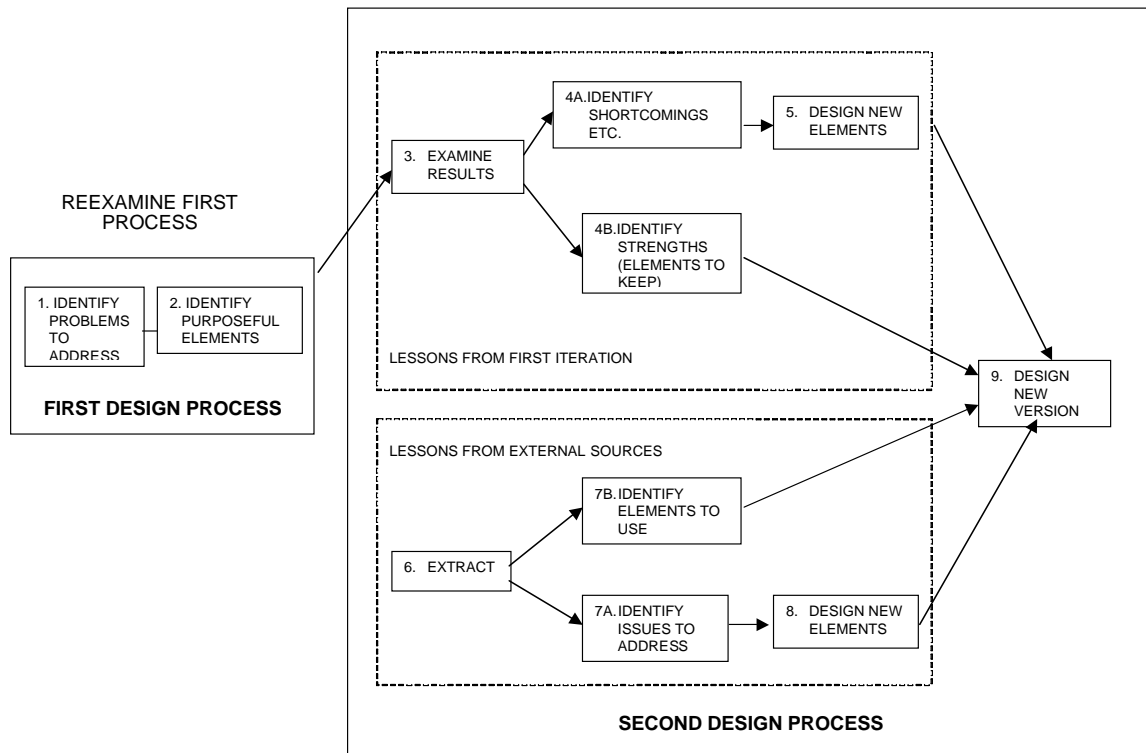 REEXAMINE FIRST
PROCESS
1. IDENTIFY
PROBLEMS
TO
ADDRESS
2. IDENTIFY
PURPOSEFUL
ELEMENTS
FIRST DESIGN PROCESS
3. EXAMINE
RESULTS
4A.IDENTIFY
SHORTCOMINGS
ETC.
5. DESIGN NEW
ELEMENTS
4B.IDENTIFY
STRENGTHS
(ELEMENTS TO
KEEP)
LESSONS FROM FIRST ITERATION
LESSONS FROM EXTERNAL SOURCES
6. EXTRACT
7B.IDENTIFY
ELEMENTS TO
USE
7A.IDENTIFY
ISSUES TO
ADDRESS
8. DESIGN NEW
ELEMENTS
9. DESIGN
NEW
VERSION
SECOND DESIGN PROCESS